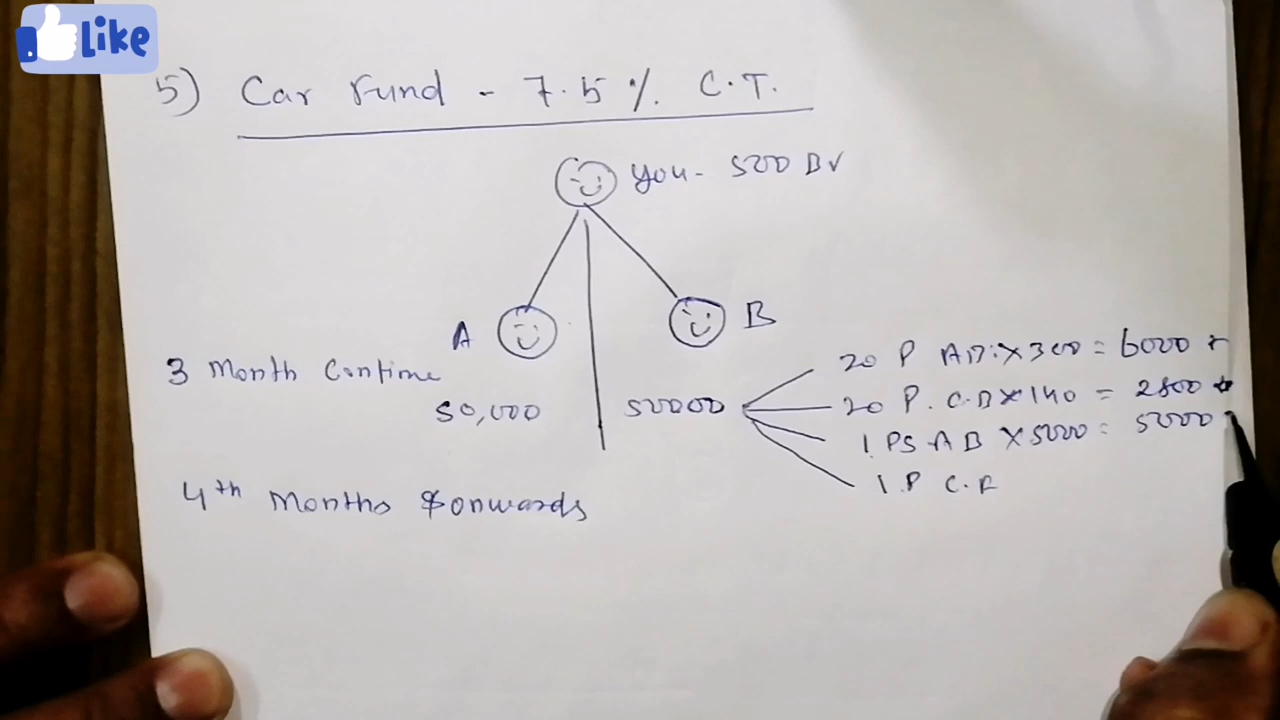 Like
5) Car Fund - 7.5 % C.T.
You - 500 BV
A
B
3 Month Continue
50,000
50000
20 P A.B. X 300 = 6000 +
20 P. C.B X 140 = 2800 +
1. PS A B X 5000 = 5000
1. P C.F
4th Months & onwards